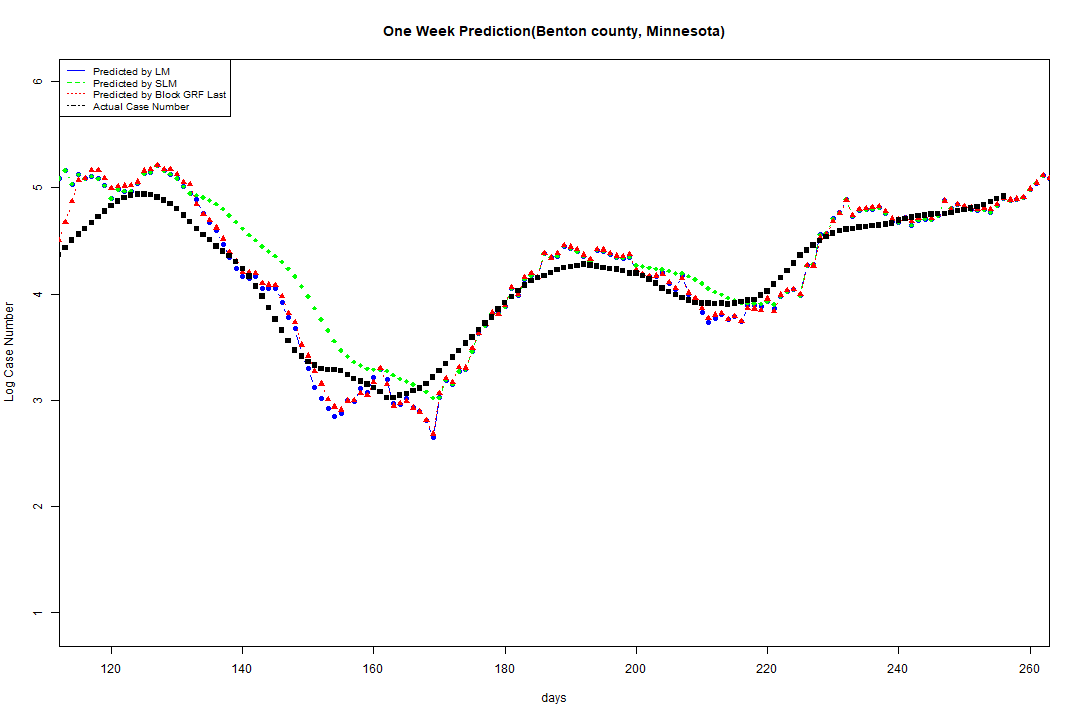 One Week Prediction(Benton county, Minnesota)
Predicted by LM
Predicted by SLM
Predicted by Block GRF Last
Actual Case Number
Log Case Number
6
5
4
3
2
1
120 140 160 180 200 220 240 260
days